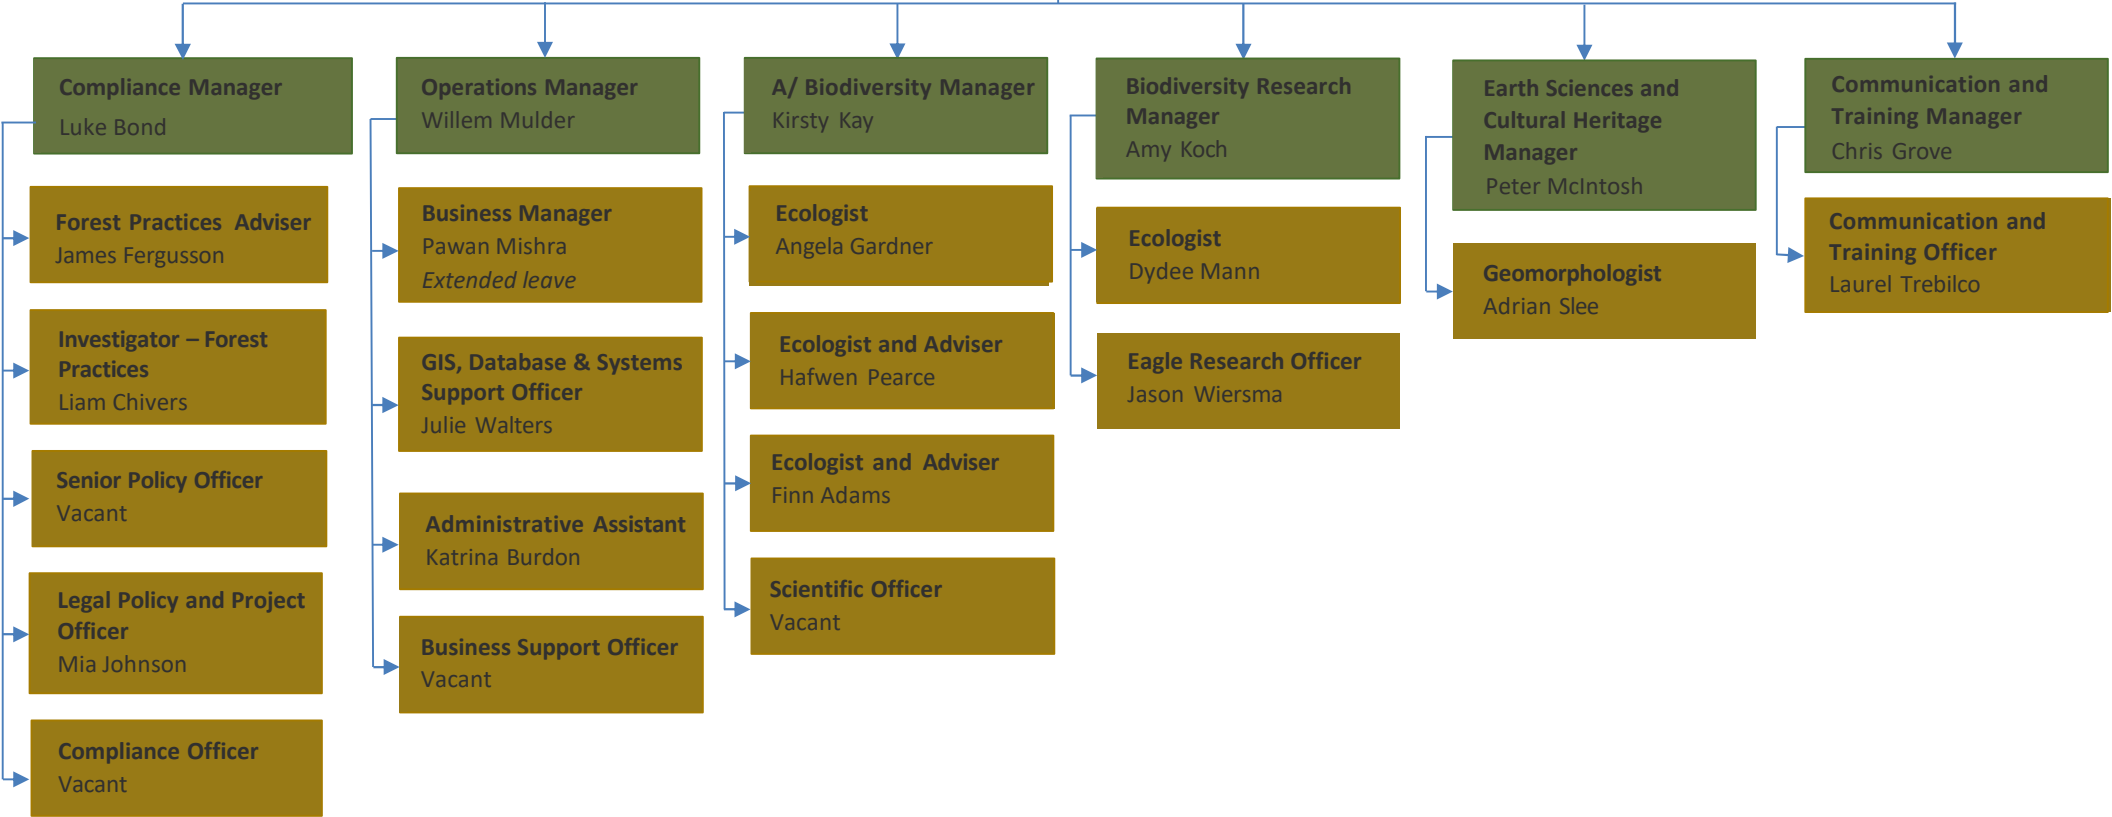 Compliance Manager
Luke Bond
Forest Practices Adviser
James Fergusson
Investigator – Forest
Practices
Liam Chivers
Senior Policy Officer
Vacant
Legal Policy and Project
Officer
Mia Johnson
Compliance Officer
Vacant
Operations Manager
Willem Mulder
Business Manager
Pawan Mishra
Extended leave
GIS, Database & Systems
Support Officer
Julie Walters
Administrative Assistant
Katrina Burdon
Business Support Officer
Vacant
A/ Biodiversity Manager
Kirsty Kay
Ecologist
Angela Gardner
Ecologist and Adviser
Hafwen Pearce
Ecologist and Adviser
Finn Adams
Scientific Officer
Vacant
Biodiversity Research
Manager
Amy Koch
Ecologist
Dydee Mann
Eagle Research Officer
Jason Wiersma
Earth Sciences and
Cultural Heritage
Manager
Peter McIntosh
Geomorphologist
Adrian Slee
Communication and
Training Manager
Chris Grove
Communication and
Training Officer
Laurel Trebilco